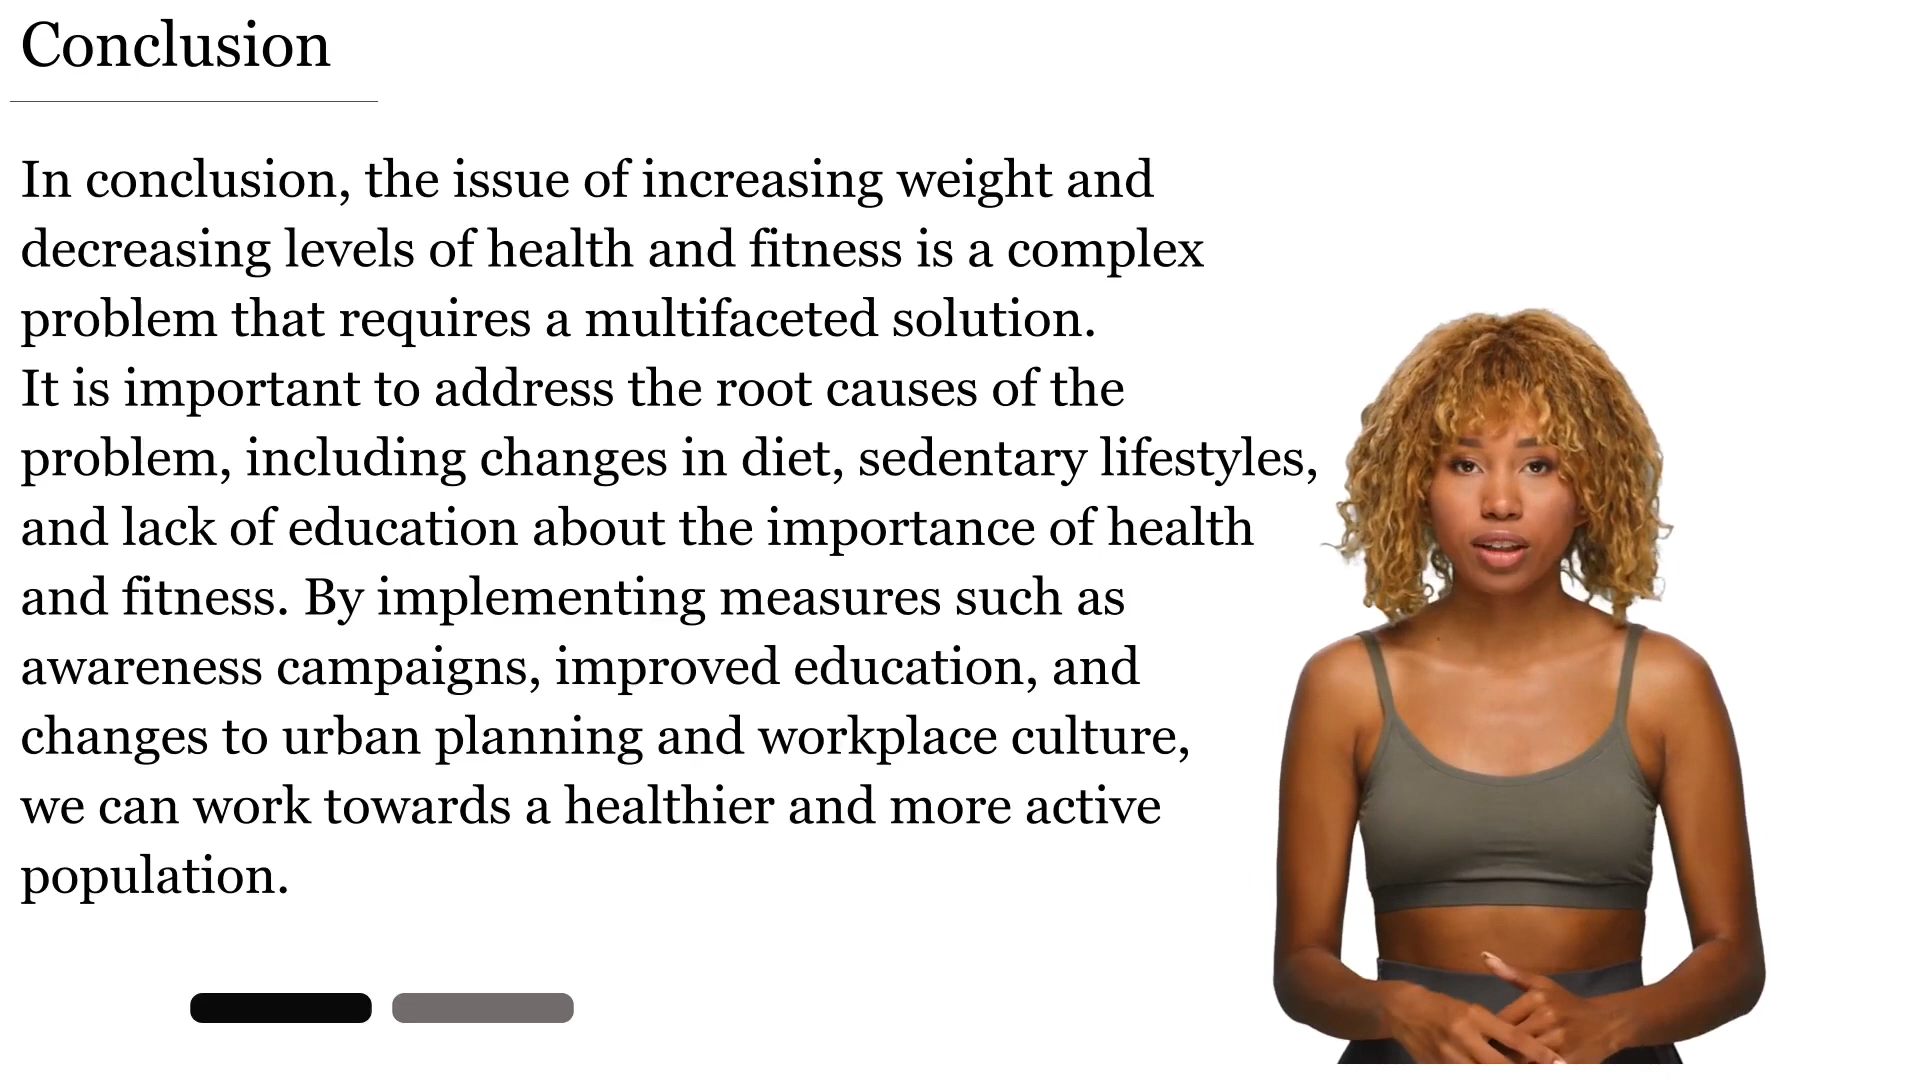 Conclusion
In conclusion, the issue of increasing weight and
decreasing levels of health and fitness is a complex
problem that requires a multifaceted solution.
It is important to address the root causes of the
problem, including changes in diet, sedentary lifestyles,
and lack of education about the importance of health
and fitness. By implementing measures such as
awareness campaigns, improved education, and
changes to urban planning and workplace culture,
we can work towards a healthier and more active
population.